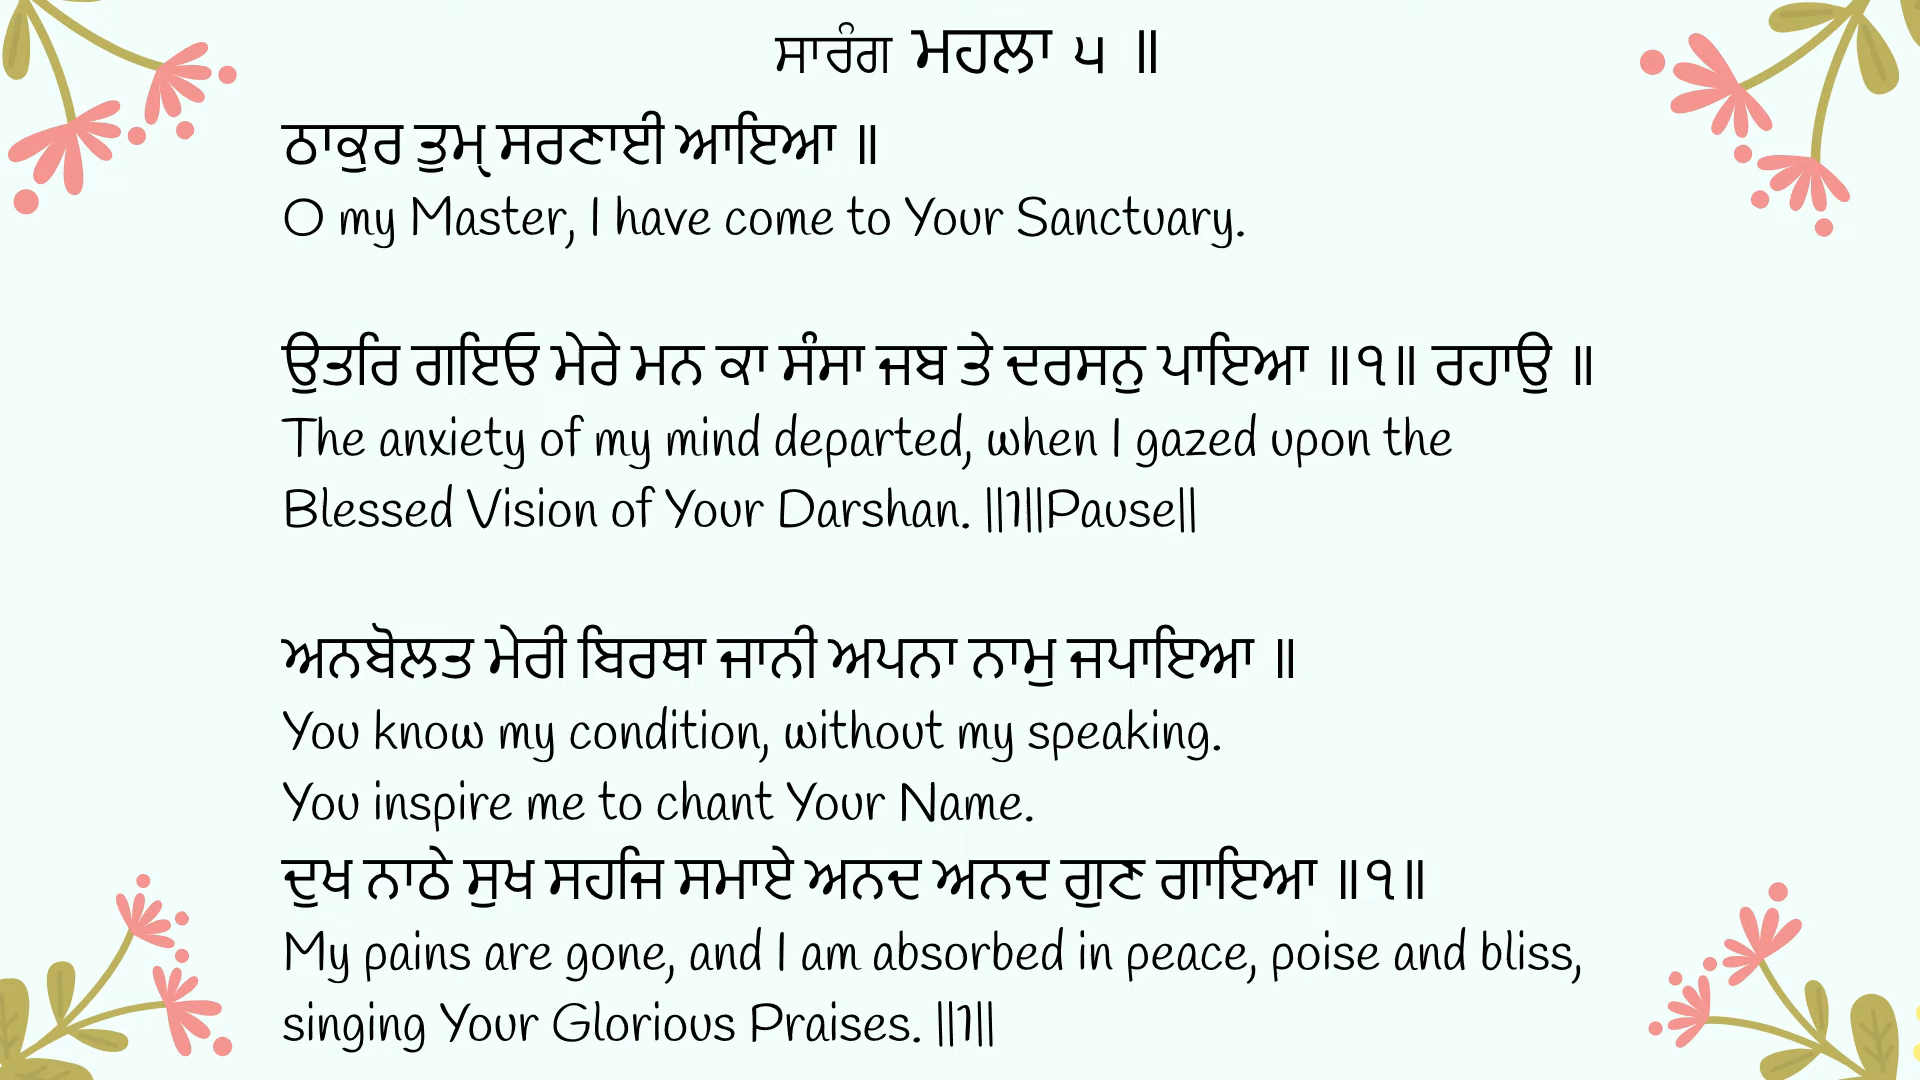 ਸਾਰੰਗ ਮਹਲਾ ੫ ॥
ਠਾਕੁਰ ਤੁਮ੍ ਸਰਣਾਈ ਆਇਆ ॥
O my Master, I have come to Your Sanctuary.
ਉਤਰਿ ਗਇਓ ਮੇਰੇ ਮਨ ਕਾ ਸੰਸਾ ਜਬ ਤੇ ਦਰਸਨੁ ਪਾਇਆ ॥੧॥ ਰਹਾਉ ॥
The anxiety of my mind departed, when I gazed upon the
Blessed Vision of Your Darshan. ||1||Pause||
ਅਨਬੋਲਤ ਮੇਰੀ ਬਿਰਥਾ ਜਾਨੀ ਅਪਨਾ ਨਾਮੁ ਜਪਾਇਆ ॥
You know my condition, without my speaking.
You inspire me to chant Your Name.
ਦੁਖ ਨਾਠੇ ਸੁਖ ਸਹਜਿ ਸਮਾਏ ਅਨਦ ਅਨਦ ਗੁਣ ਗਾਇਆ ॥੧॥
My pains are gone, and I am absorbed in peace, poise and bliss,
singing Your Glorious Praises. ||1||